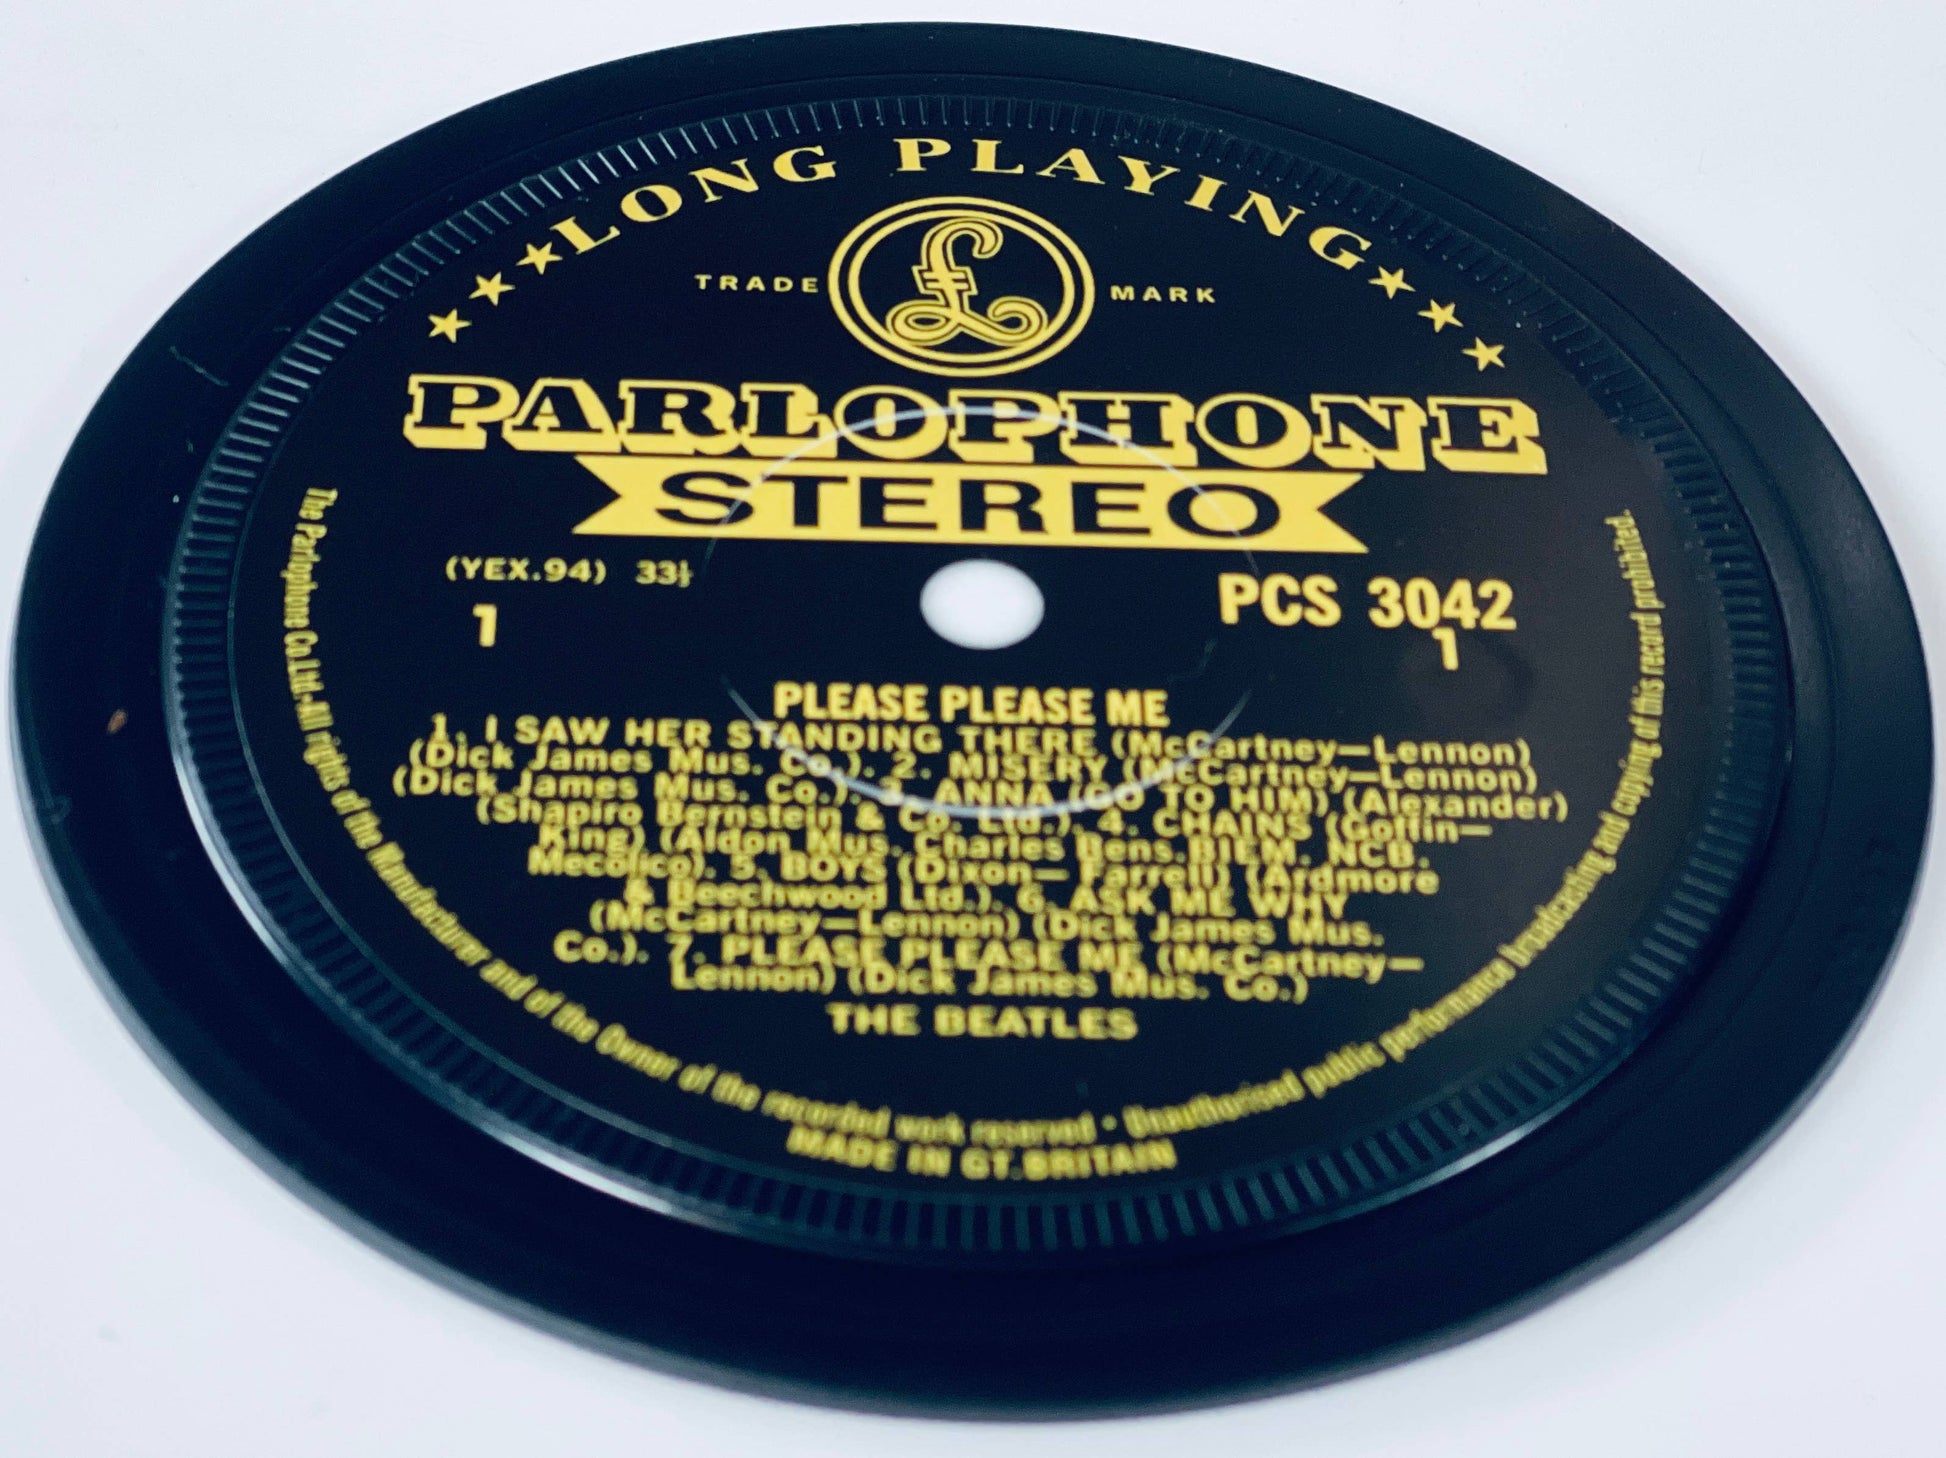 ★★★LONG PLAYING★★★
TRADE £ MARK
PARLOPHONE
STEREO
(YEX.94) 33⅓
1
PCS 3042
1
PLEASE PLEASE ME
1. I SAW HER STANDING THERE (McCartney—Lennon)
(Dick James Mus. Co.). 2. MISERY (McCartney—Lennon)
(Dick James Mus. Co.). 3. ANNA (GO TO HIM) (Alexander)
(Shapiro Bernstein & Co. Ltd.). 4. CHAINS (Goffin—
King) (Aldon Mus. Charles Bens.BIEM. NCB.
Mecolico). 5. BOYS (Dixon— Farrell) (Ardmore
& Beechwood Ltd.). 6. ASK ME WHY
(McCartney—Lennon) (Dick James Mus.
Co.). 7. PLEASE PLEASE ME (McCartney—
Lennon) (Dick James Mus. Co.)
THE BEATLES
The Parlophone Co.Ltd.-All rights of the Manufacturer and of the Owner of the recorded work reserved · Unauthorised public performance broadcasting and copying of this record prohibited.
MADE IN GT.BRITAIN